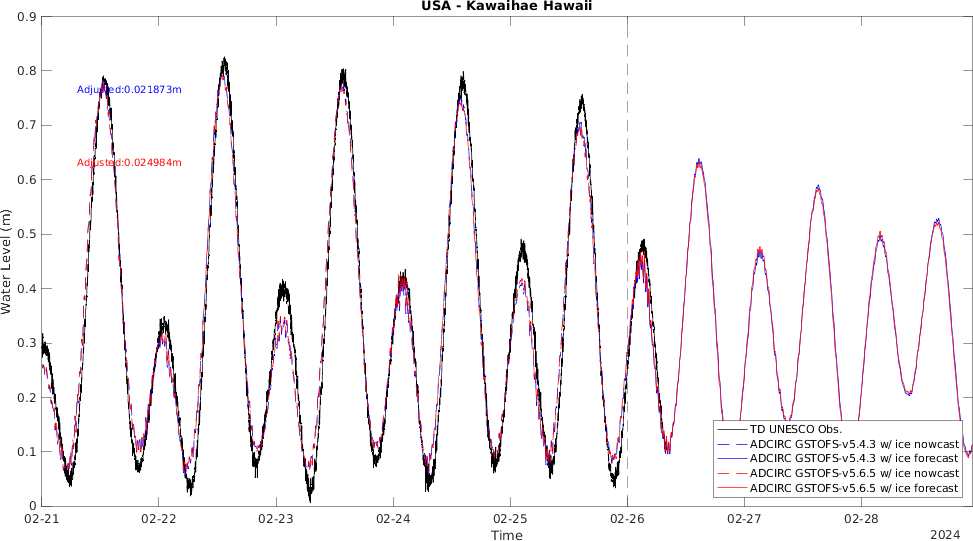 USA - Kawaihae Hawaii
0.9
0.8
0.7
0.6
0.5
0.4
0.3
0.2
0.1
0
Water Level (m)
Adjusted:0.021873m
Adjusted:0.024984m
TD UNESCO Obs.
ADCIRC GSTOFS-v5.4.3 w/ ice nowcast
ADCIRC GSTOFS-v5.4.3 w/ ice forecast
ADCIRC GSTOFS-v5.6.5 w/ ice nowcast
ADCIRC GSTOFS-v5.6.5 w/ ice forecast
02-21 02-22 02-23 02-24 02-25 02-26 02-27 02-28
Time
2024